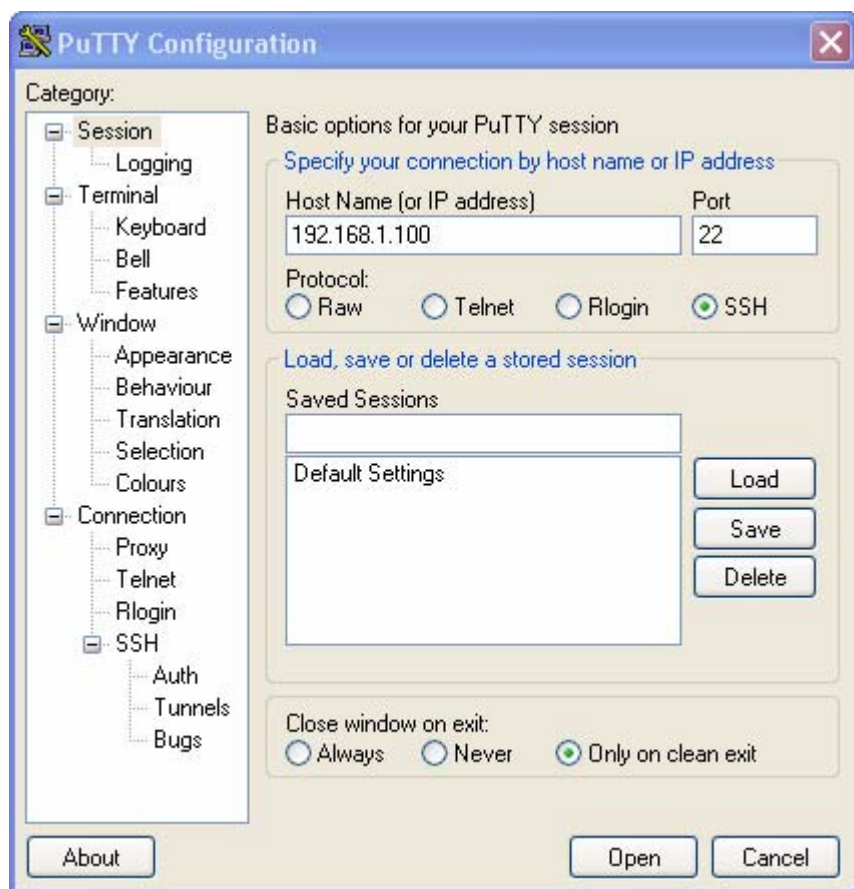 PuTTY Configuration
Category:
Session
Logging
Terminal
Keyboard
Bell
Features
Window
Appearance
Behaviour
Translation
Selection
Colours
Connection
Proxy
Telnet
Rlogin
SSH
Auth
Tunnels
Bugs
Basic options for your PuTTY session
Specify your connection by host name or IP address
Host Name (or IP address) Port
192.168.1.100 22
Protocol:
Raw Telnet Rlogin SSH
Load, save or delete a stored session
Saved Sessions
Default Settings
Load
Save
Delete
Close window on exit:
Always Never Only on clean exit
About Open Cancel